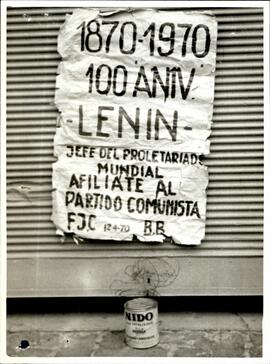 1870-1970
100 ANIV.
-LENIN-
JEFE DEL PROLETARIADO
MUNDIAL
AFILIATE AL
PARTIDO COMUNISTA
FJC 12-4-70 B.P.
NIDO